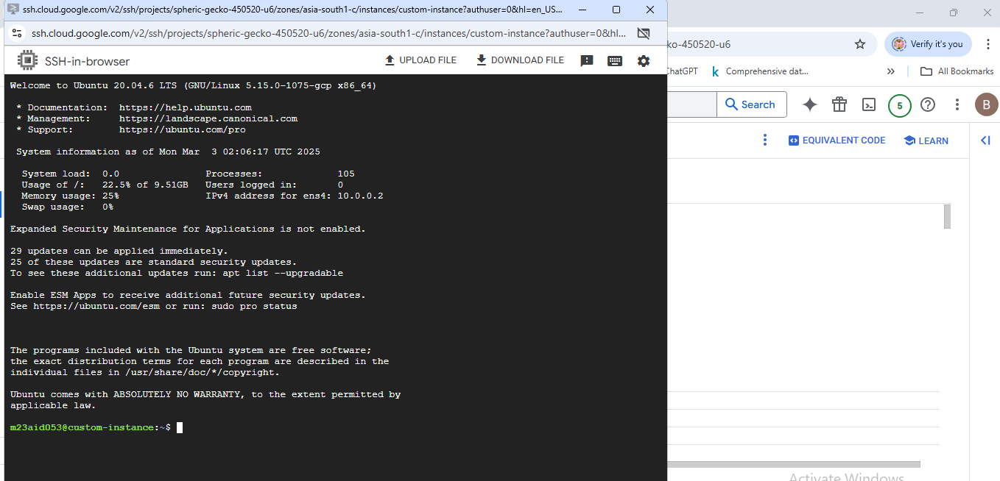 ssh.cloud.google.com/v2/ssh/projects/spheric-gecko-450520-u6/zones/asia-south1-c/instances/custom-instance?authuser=0&hl=en_US...
ssh.cloud.google.com/v2/ssh/projects/spheric-gecko-450520-u6/zones/asia-south1-c/instances/custom-instance?authuser=0&hl...
ko-450520-u6
Verify it's you
SSH-in-browser
UPLOAD FILE
DOWNLOAD FILE
ChatGPT
Comprehensive dat...
All Bookmarks
Search
5
B
EQUIVALENT CODE
LEARN
Welcome to Ubuntu 20.04.6 LTS (GNU/Linux 5.15.0-1075-gcp x86_64)
* Documentation: https://help.ubuntu.com
* Management: https://landscape.canonical.com
* Support: https://ubuntu.com/pro
System information as of Mon Mar 3 02:06:17 UTC 2025
System load: 0.0 Processes: 105
Usage of /: 22.5% of 9.51GB Users logged in: 0
Memory usage: 25% IPv4 address for ens4: 10.0.0.2
Swap usage: 0%
Expanded Security Maintenance for Applications is not enabled.
29 updates can be applied immediately.
25 of these updates are standard security updates.
To see these additional updates run: apt list --upgradable
Enable ESM Apps to receive additional future security updates.
See https://ubuntu.com/esm or run: sudo pro status
The programs included with the Ubuntu system are free software;
the exact distribution terms for each program are described in the
individual files in /usr/share/doc/*/copyright.
Ubuntu comes with ABSOLUTELY NO WARRANTY, to the extent permitted by
applicable law.
m23aid053@custom-instance:~$
Activate Windows